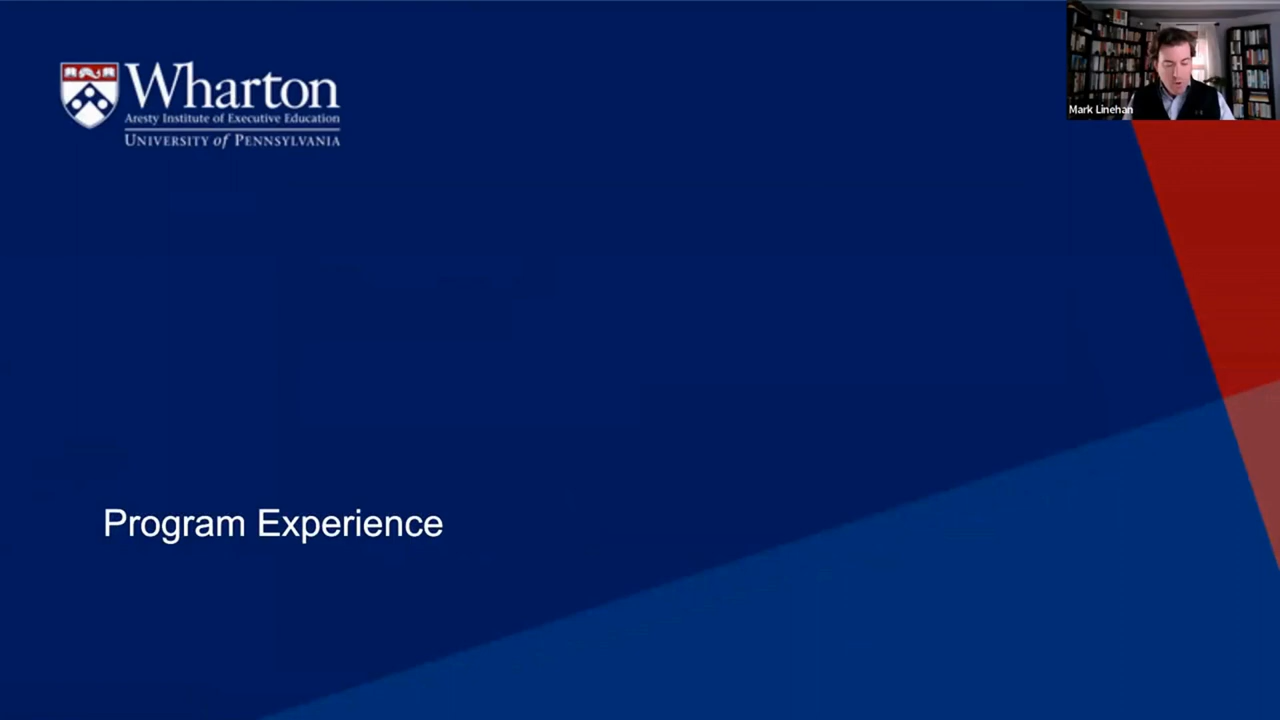 Wharton
Aresty Institute of Executive Education
UNIVERSITY of PENNSYLVANIA
Mark Linehan
Program Experience